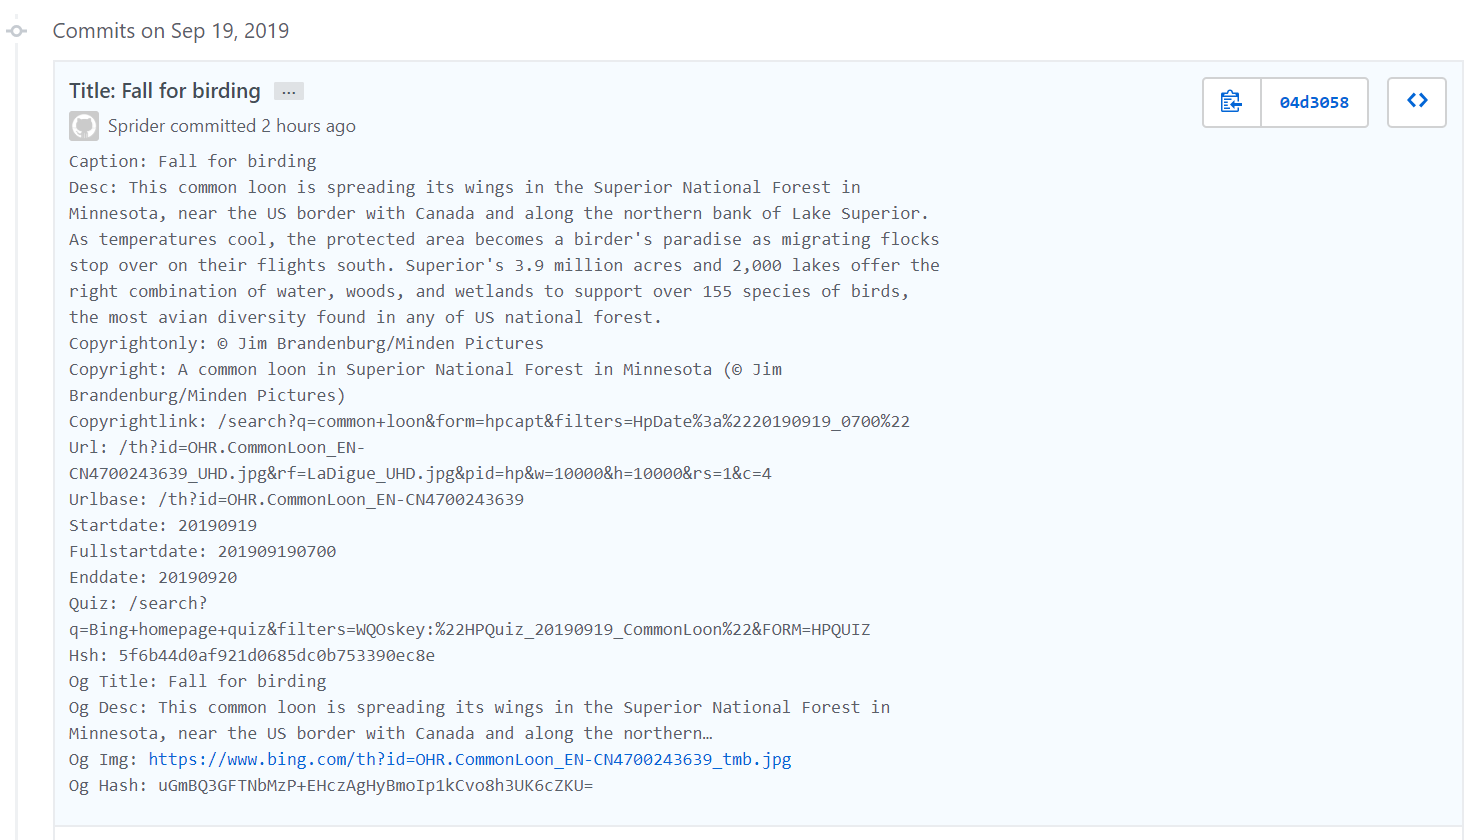 Commits on Sep 19, 2019
Title: Fall for birding ...
04d3058
Sprider committed 2 hours ago
Caption: Fall for birding
Desc: This common loon is spreading its wings in the Superior National Forest in
Minnesota, near the US border with Canada and along the northern bank of Lake Superior.
As temperatures cool, the protected area becomes a birder's paradise as migrating flocks
stop over on their flights south. Superior's 3.9 million acres and 2,000 lakes offer the
right combination of water, woods, and wetlands to support over 155 species of birds,
the most avian diversity found in any of US national forest.
Copyrightonly: © Jim Brandenburg/Minden Pictures
Copyright: A common loon in Superior National Forest in Minnesota (© Jim
Brandenburg/Minden Pictures)
Copyrightlink: /search?q=common+loon&form=hpcapt&filters=HpDate%3a%2220190919_0700%22
Url: /th?id=OHR.CommonLoon_EN-
CN4700243639_UHD.jpg&rf=LaDigue_UHD.jpg&pid=hp&w=10000&h=10000&rs=1&c=4
Urlbase: /th?id=OHR.CommonLoon_EN-CN4700243639
Startdate: 20190919
Fullstartdate: 201909190700
Enddate: 20190920
Quiz: /search?
q=Bing+homepage+quiz&filters=WQOskey:%22HPQuiz_20190919_CommonLoon%22&FORM=HPQUIZ
Hsh: 5f6b44d0af921d0685dc0b753390ec8e
Og Title: Fall for birding
Og Desc: This common loon is spreading its wings in the Superior National Forest in
Minnesota, near the US border with Canada and along the northern…
Og Img: https://www.bing.com/th?id=OHR.CommonLoon_EN-CN4700243639_tmb.jpg
Og Hash: uGmBQ3GFTNbMzP+EHczAgHyBmoIp1kCvo8h3UK6cZKU=